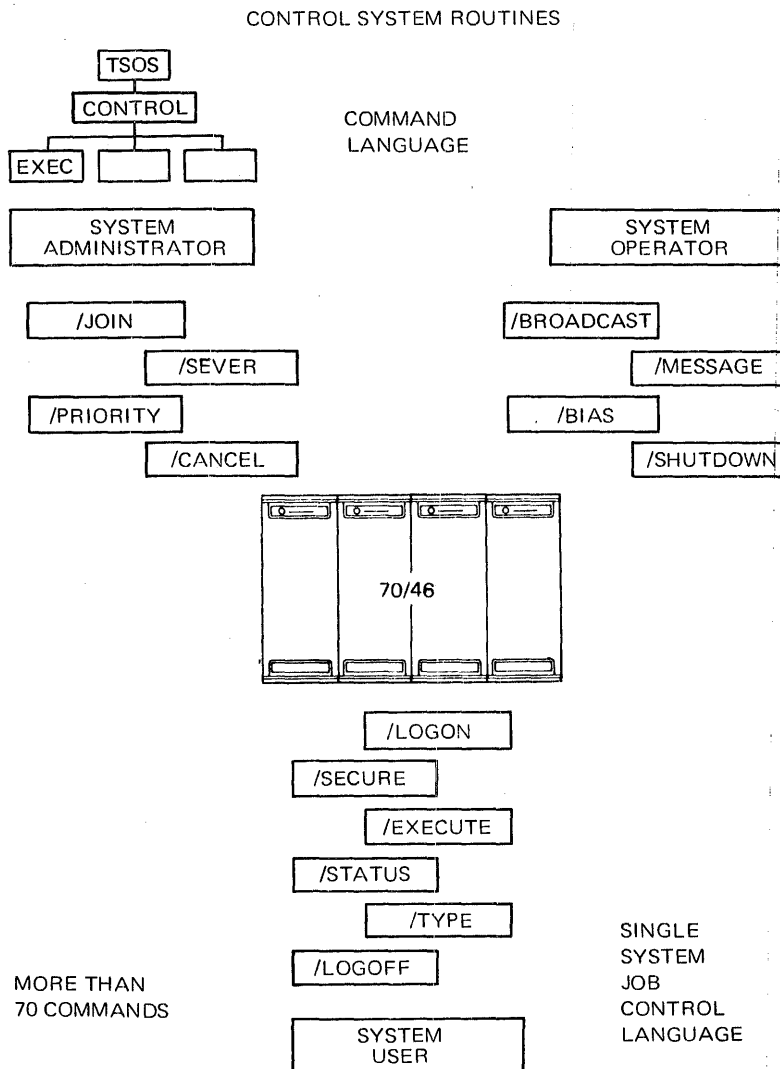 CONTROL SYSTEM ROUTINES
TSOS
CONTROL
EXEC
COMMAND
LANGUAGE
SYSTEM
ADMINISTRATOR
SYSTEM
OPERATOR
/JOIN
/SEVER
/PRIORITY
/CANCEL
/BROADCAST
/MESSAGE
/BIAS
/SHUTDOWN
70/46
/LOGON
/SECURE
/EXECUTE
/STATUS
/TYPE
/LOGOFF
MORE THAN
70 COMMANDS
SINGLE
SYSTEM
JOB
CONTROL
LANGUAGE
SYSTEM
USER